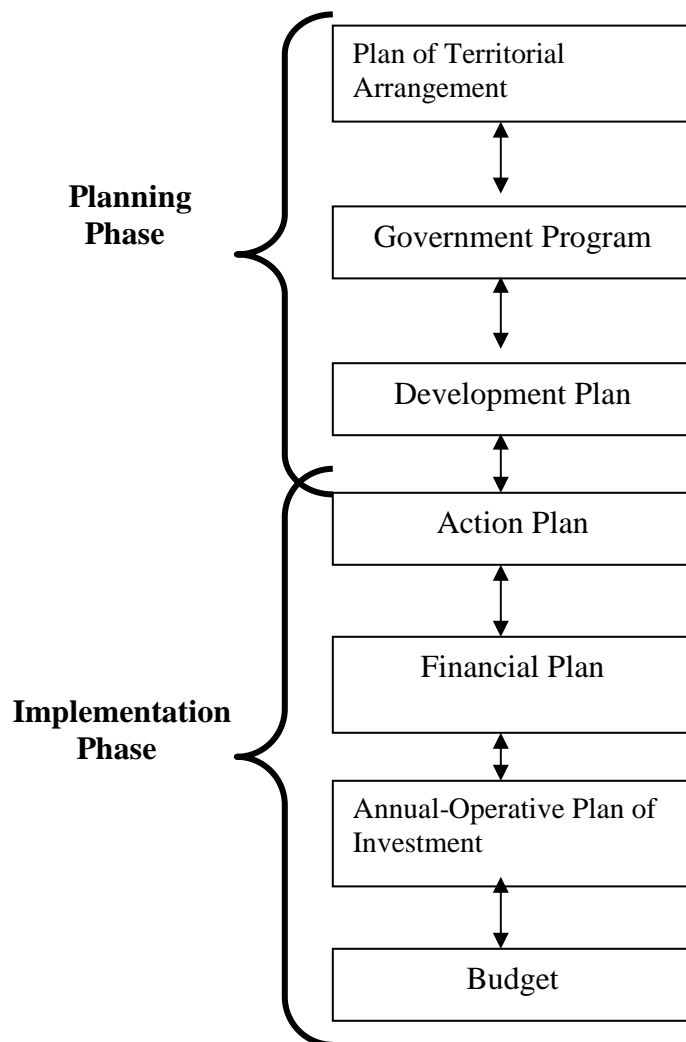 Plan of Territorial
Arrangement
Planning
Phase
Government Program
Development Plan
Action Plan
Financial Plan
Implementation
Phase
Annual-Operative Plan of
Investment
Budget